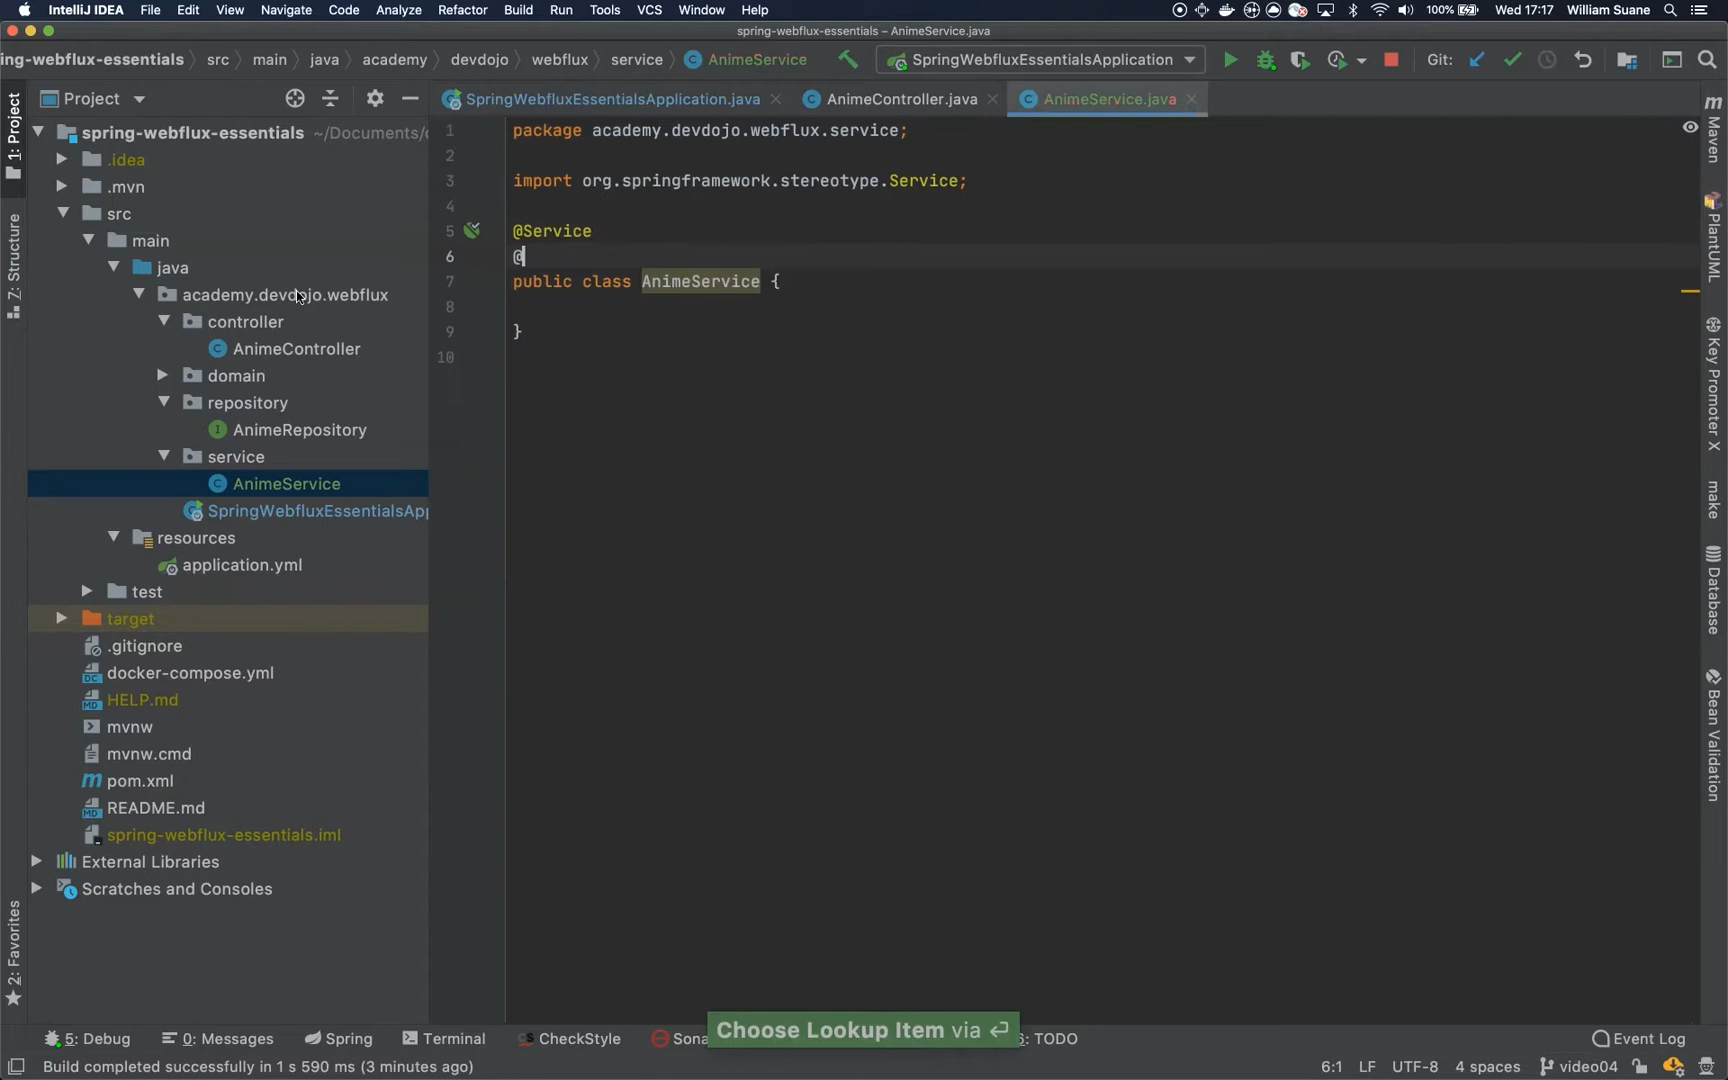 IntelliJ IDEA File Edit View Navigate Code Analyze Refactor Build Run Tools VCS Window Help 100% Wed 17:17 William Suane
spring-webflux-essentials – AnimeService.java
ing-webflux-essentials src main java academy devdojo webflux service AnimeService SpringWebfluxEssentialsApplication Git:
Project SpringWebfluxEssentialsApplication.java AnimeController.java AnimeService.java
1: Project
7: Structure
2: Favorites
spring-webflux-essentials ~/Documents/
.idea
.mvn
src
main
java
academy.devdojo.webflux
controller
AnimeController
domain
repository
AnimeRepository
service
AnimeService
SpringWebfluxEssentialsApp
resources
application.yml
test
target
.gitignore
docker-compose.yml
HELP.md
mvnw
mvnw.cmd
pom.xml
README.md
spring-webflux-essentials.iml
External Libraries
Scratches and Consoles
1 package academy.devdojo.webflux.service;
2
3 import org.springframework.stereotype.Service;
4
5 @Service
6 @
7 public class AnimeService {
8
9 }
10
Maven
PlantUML
Key Promoter X
make
Database
Bean Validation
Choose Lookup Item via ⏎
5: Debug 0: Messages Spring Terminal CheckStyle Sona 6: TODO Event Log
Build completed successfully in 1 s 590 ms (3 minutes ago) 6:1 LF UTF-8 4 spaces video04